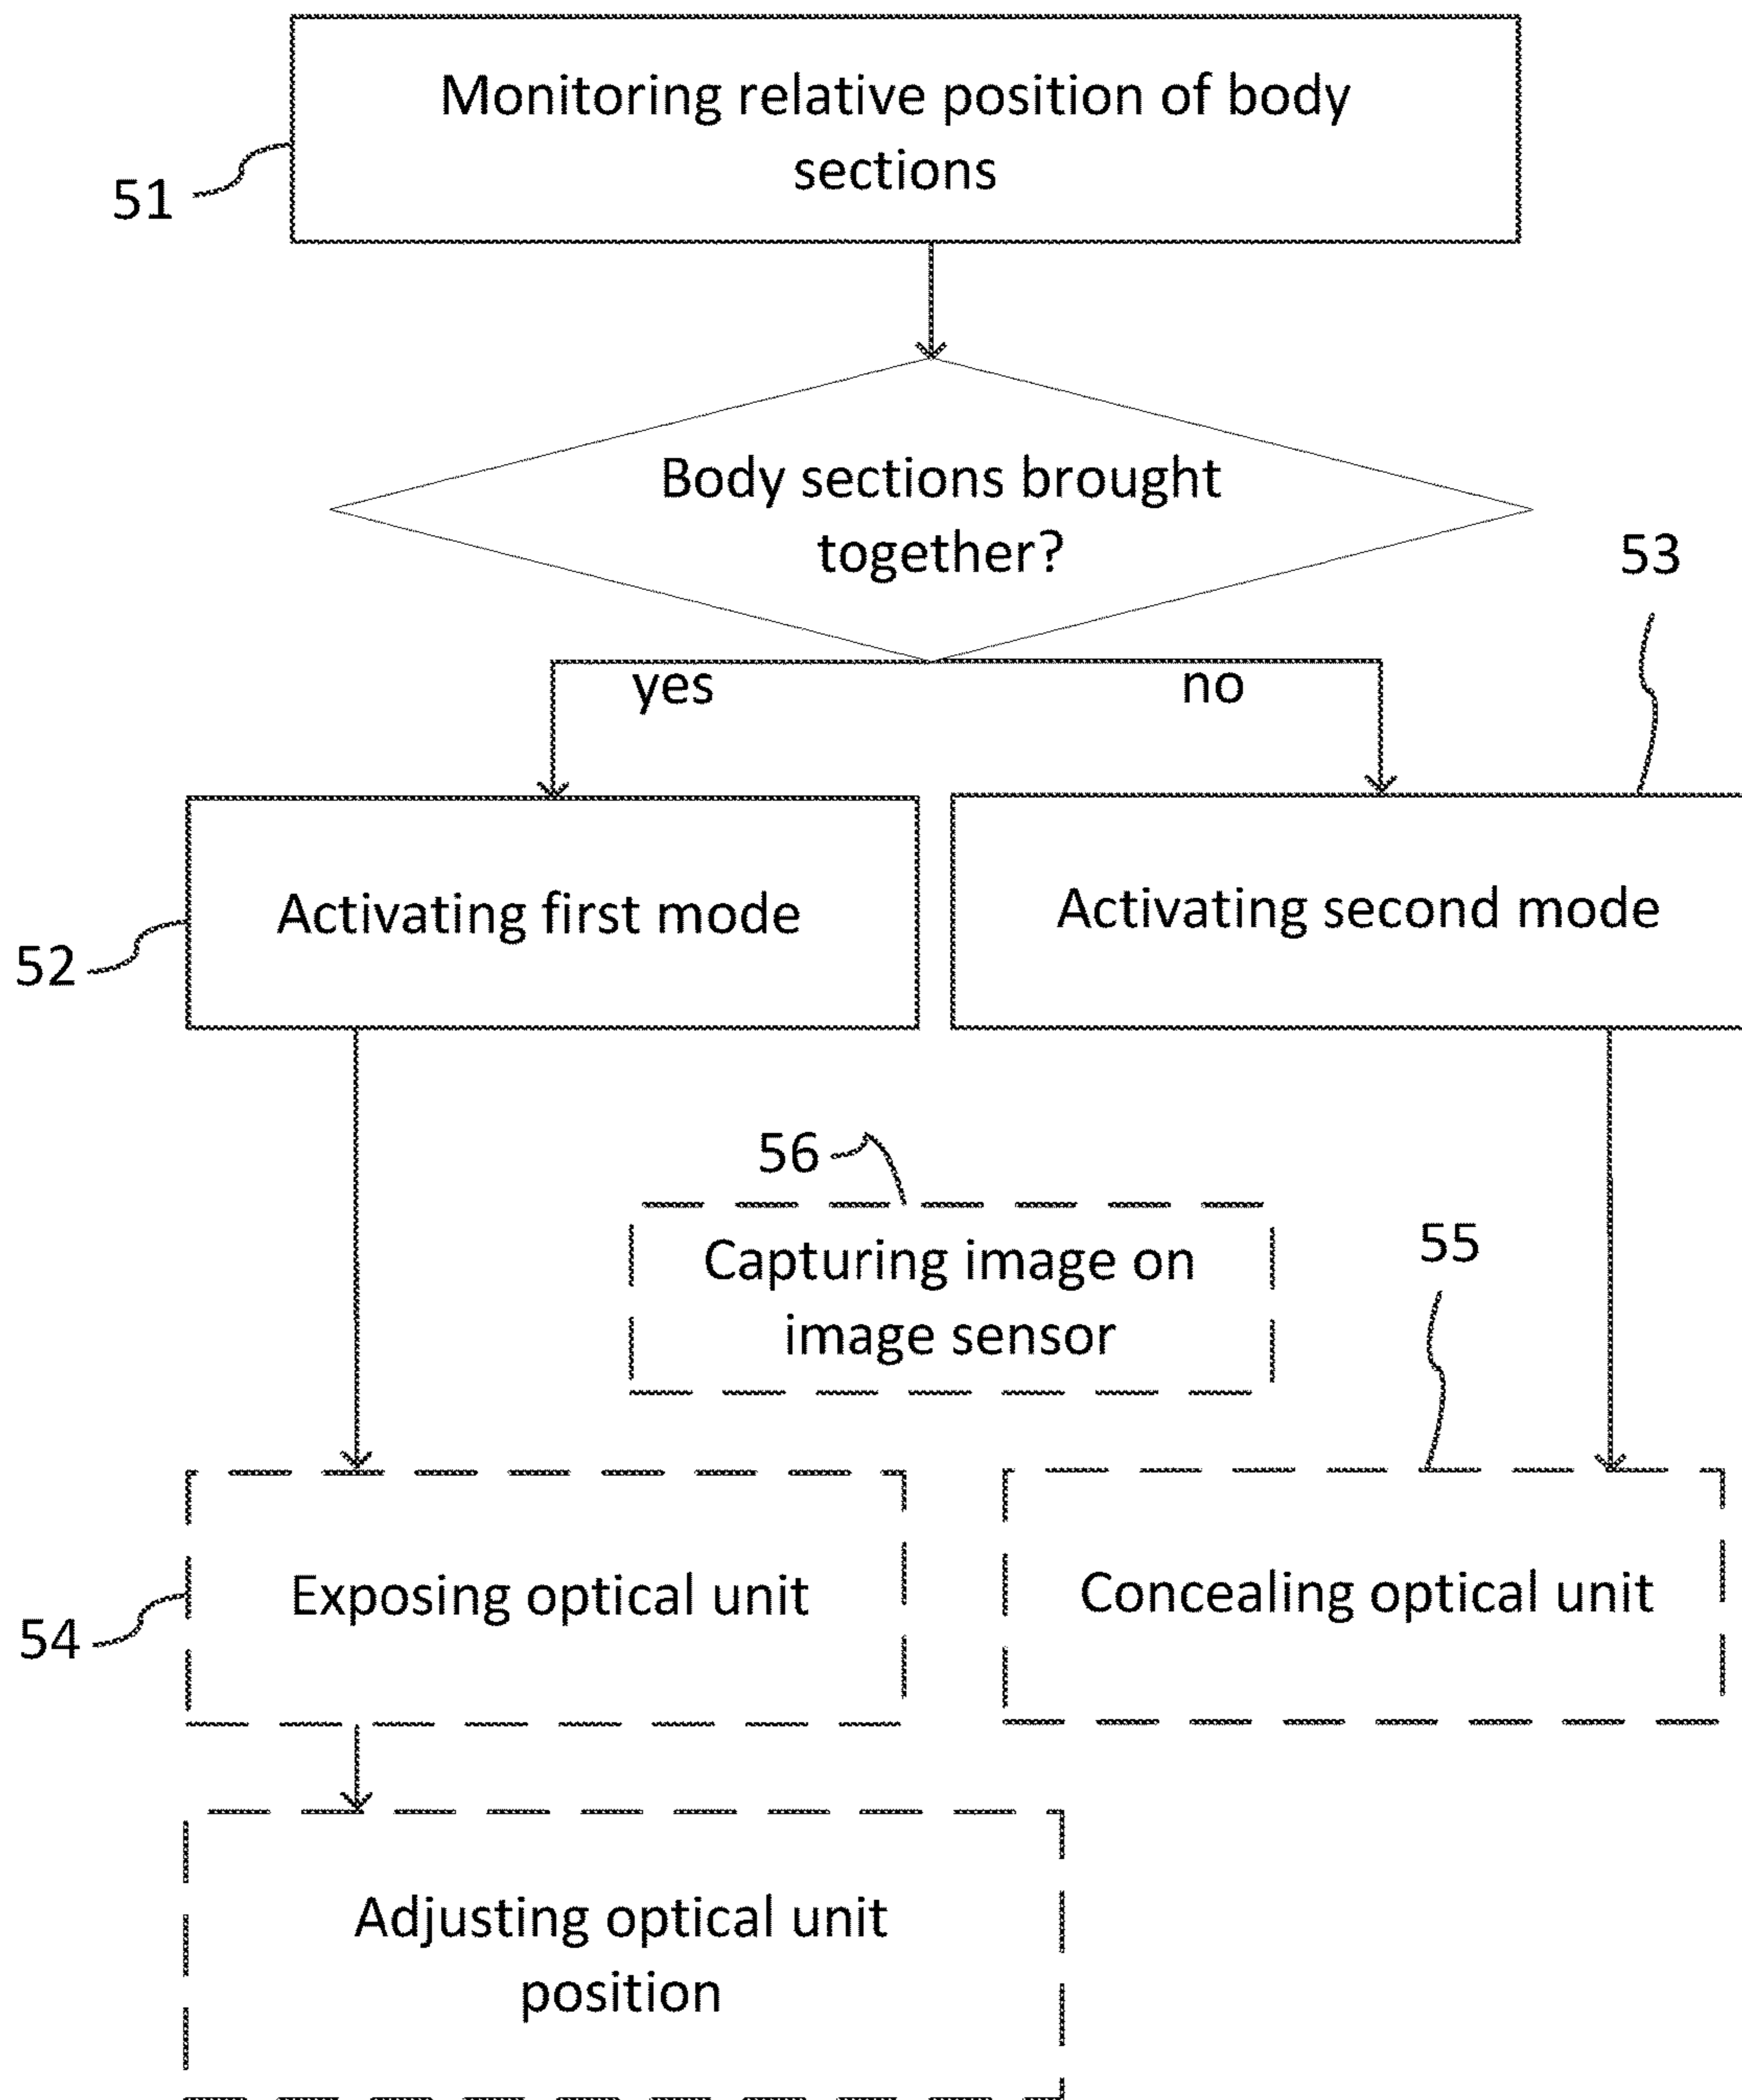 Monitoring relative position of body
sections
51
Body sections brought
together?
53
yes
no
Activating first mode
Activating second mode
52
56
Capturing image on
image sensor
55
Exposing optical unit
Concealing optical unit
54
Adjusting optical unit
position